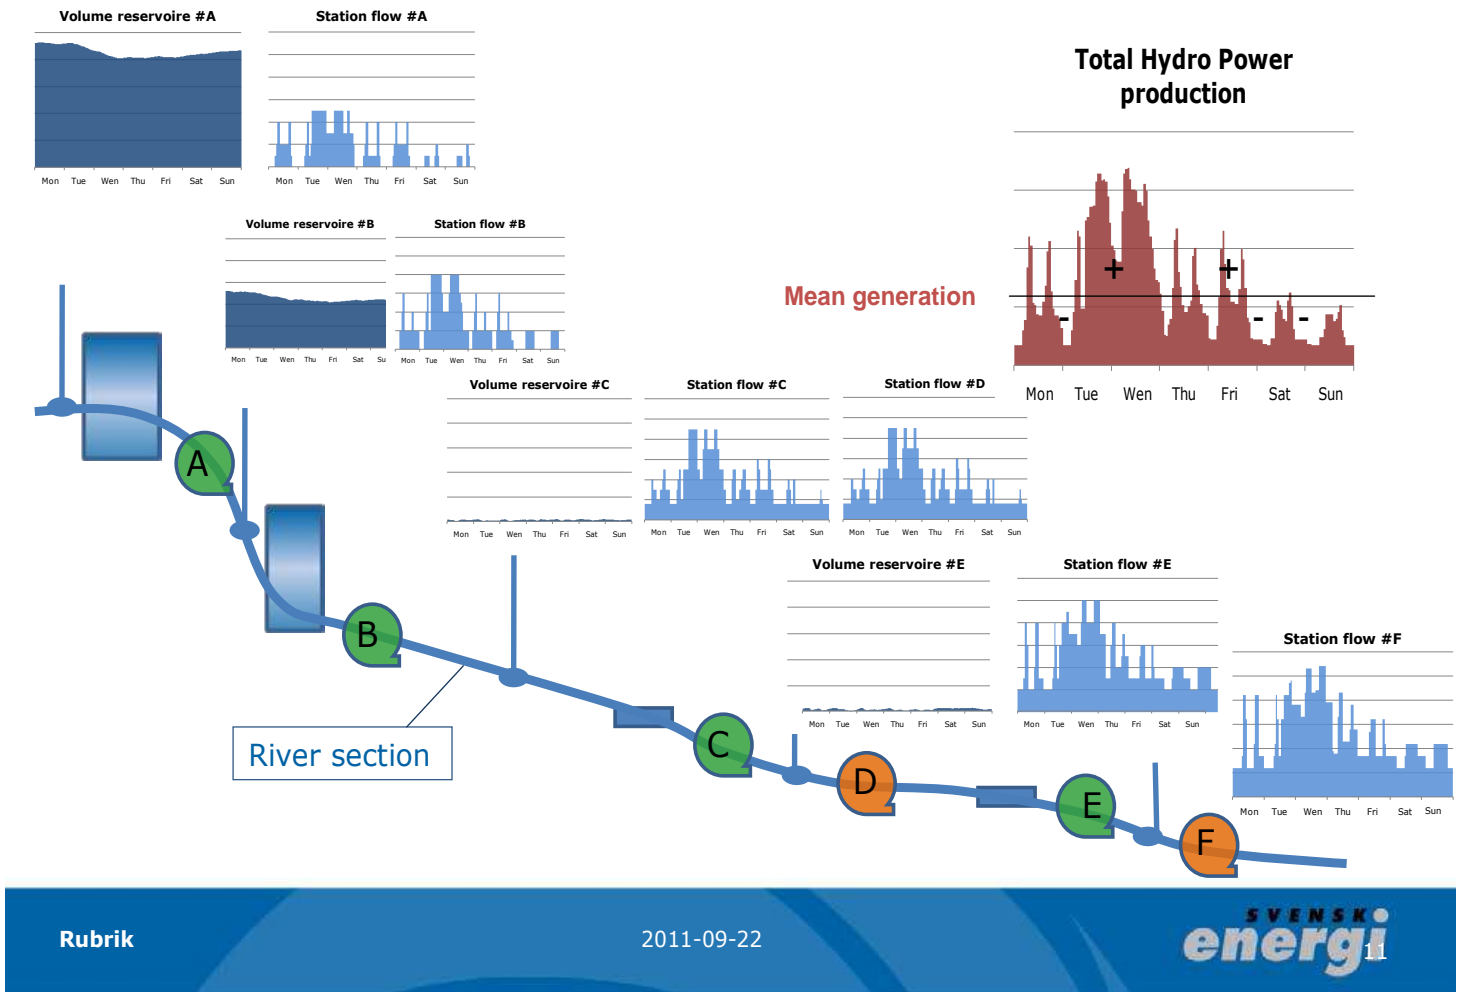 Volume reservoire #A
Station flow #A
Mon Tue Wen Thu Fri Sat Sun
Mon Tue Wen Thu Fri Sat Sun
Total Hydro Power
production
Volume reservoire #B
Station flow #B
Mon Tue Wen Thu Fri Sat Su
Mon Tue Wen Thu Fri Sat Sun
Mean generation
+ +
- - -
Mon Tue Wen Thu Fri Sat Sun
Volume reservoire #C
Station flow #C
Station flow #D
Mon Tue Wen Thu Fri Sat Sun
Mon Tue Wen Thu Fri Sat Sun
Mon Tue Wen Thu Fri Sat Sun
A
B
Volume reservoire #E
Station flow #E
Mon Tue Wen Thu Fri Sat Sun
Mon Tue Wen Thu Fri Sat Sun
Station flow #F
Mon Tue Wen Thu Fri Sat Sun
River section
C
D
E
F
Rubrik
2011-09-22
SVENSK
energi
11